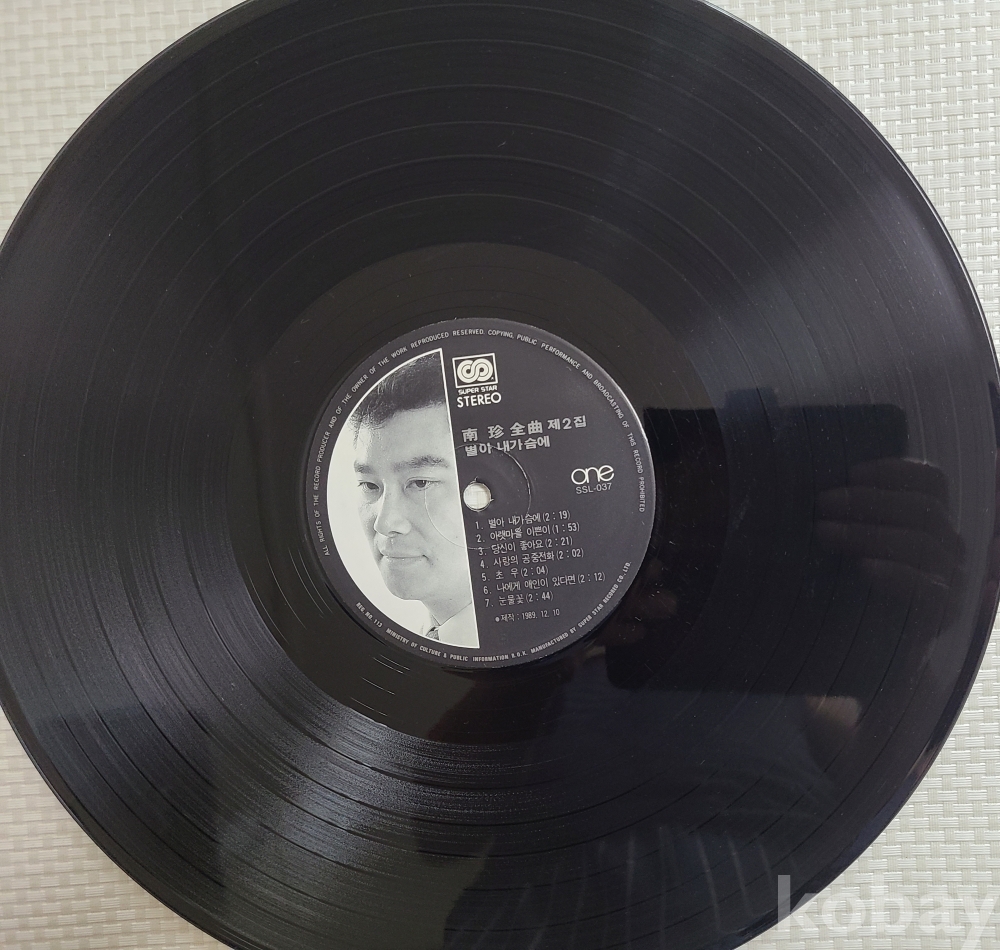 SUPER STAR
STEREO
南 珍 全曲 제2집
별아 내가슴에
one
SSL-037
1. 별아 내가슴에(2:19)
2. 아랫마을 이쁜이(1:53)
3. 당신이 좋아요(2:21)
4. 사랑의 공중전화(2:02)
5. 초 우(2:04)
6. 나에게 애인이 있다면(2:12)
7. 눈물꽃(2:44)
●제작:1989. 12. 10
ALL RIGHTS OF THE RECORD PRODUCER AND OF THE OWNER OF THE WORK REPRODUCED RESERVED. COPYING, PUBLIC PERFORMANCE AND BROADCASTING OF THIS RECORD PROHIBITED
REG. NO. 113 MINISTRY OF CULTURE & PUBLIC INFORMATION R.O.K. MANUFACTURED BY SUPER STAR RECORD CO., LTD.
kobay